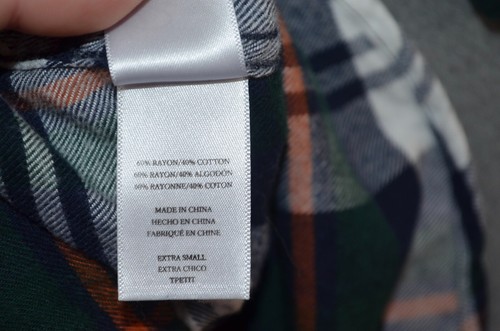 60% RAYON/40% COTTON
60% RAYON/40% ALGODÓN
60% RAYONNE/40% COTON
MADE IN CHINA
HECHO EN CHINA
FABRIQUÉ EN CHINE
EXTRA SMALL
EXTRA CHICO
TPETIT